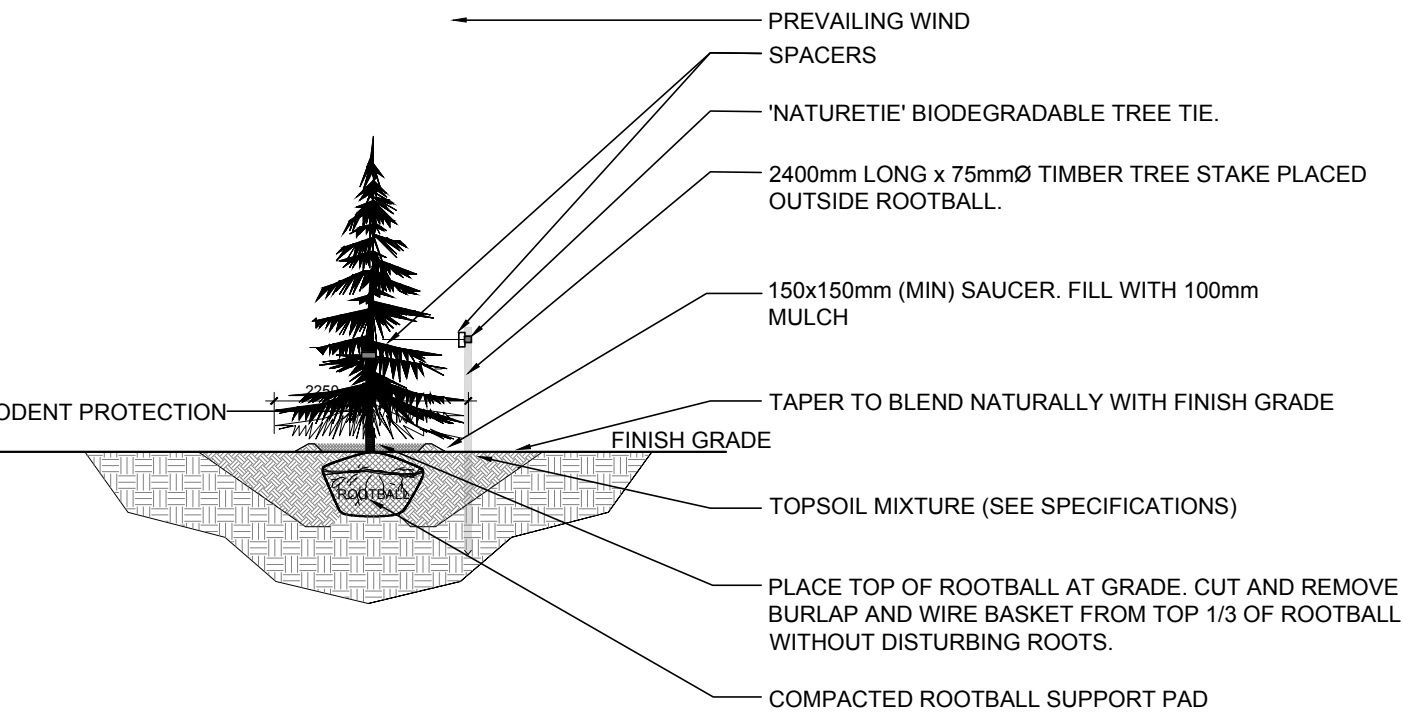 PREVAILING WIND
SPACERS
'NATURETIE' BIODEGRADABLE TREE TIE.
2400mm LONG x 75mmØ TIMBER TREE STAKE PLACED
OUTSIDE ROOTBALL.
150x150mm (MIN) SAUCER. FILL WITH 100mm
MULCH
2250
ODENT PROTECTION
TAPER TO BLEND NATURALLY WITH FINISH GRADE
FINISH GRADE
ROOTBALL
TOPSOIL MIXTURE (SEE SPECIFICATIONS)
PLACE TOP OF ROOTBALL AT GRADE. CUT AND REMOVE
BURLAP AND WIRE BASKET FROM TOP 1/3 OF ROOTBALL
WITHOUT DISTURBING ROOTS.
COMPACTED ROOTBALL SUPPORT PAD